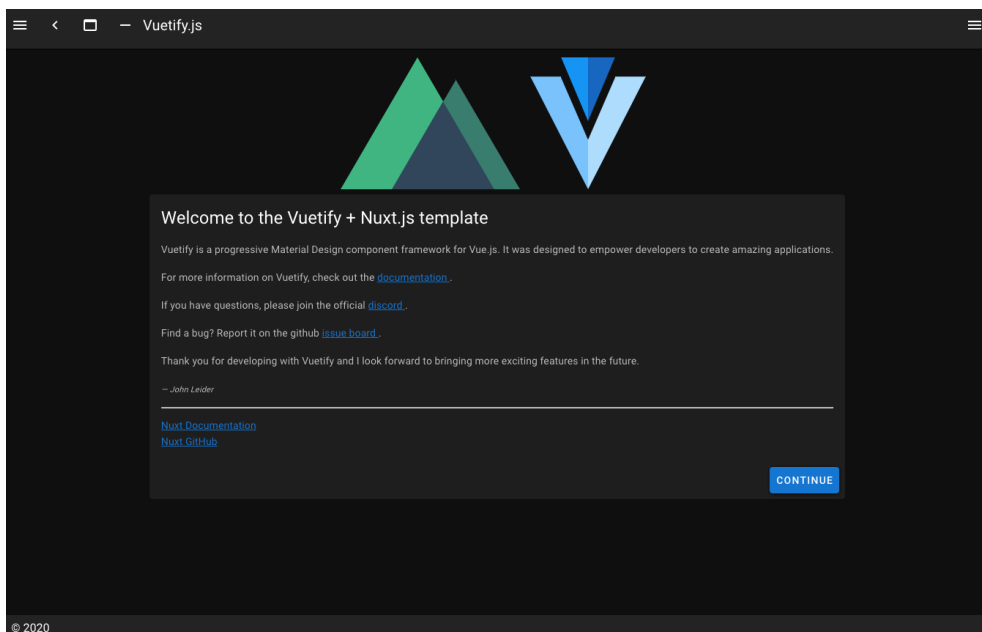 Vuetify.js
Welcome to the Vuetify + Nuxt.js template
Vuetify is a progressive Material Design component framework for Vue.js. It was designed to empower developers to create amazing applications.
For more information on Vuetify, check out the documentation .
If you have questions, please join the official discord .
Find a bug? Report it on the github issue board .
Thank you for developing with Vuetify and I look forward to bringing more exciting features in the future.
— John Leider
Nuxt Documentation
Nuxt GitHub
CONTINUE
© 2020